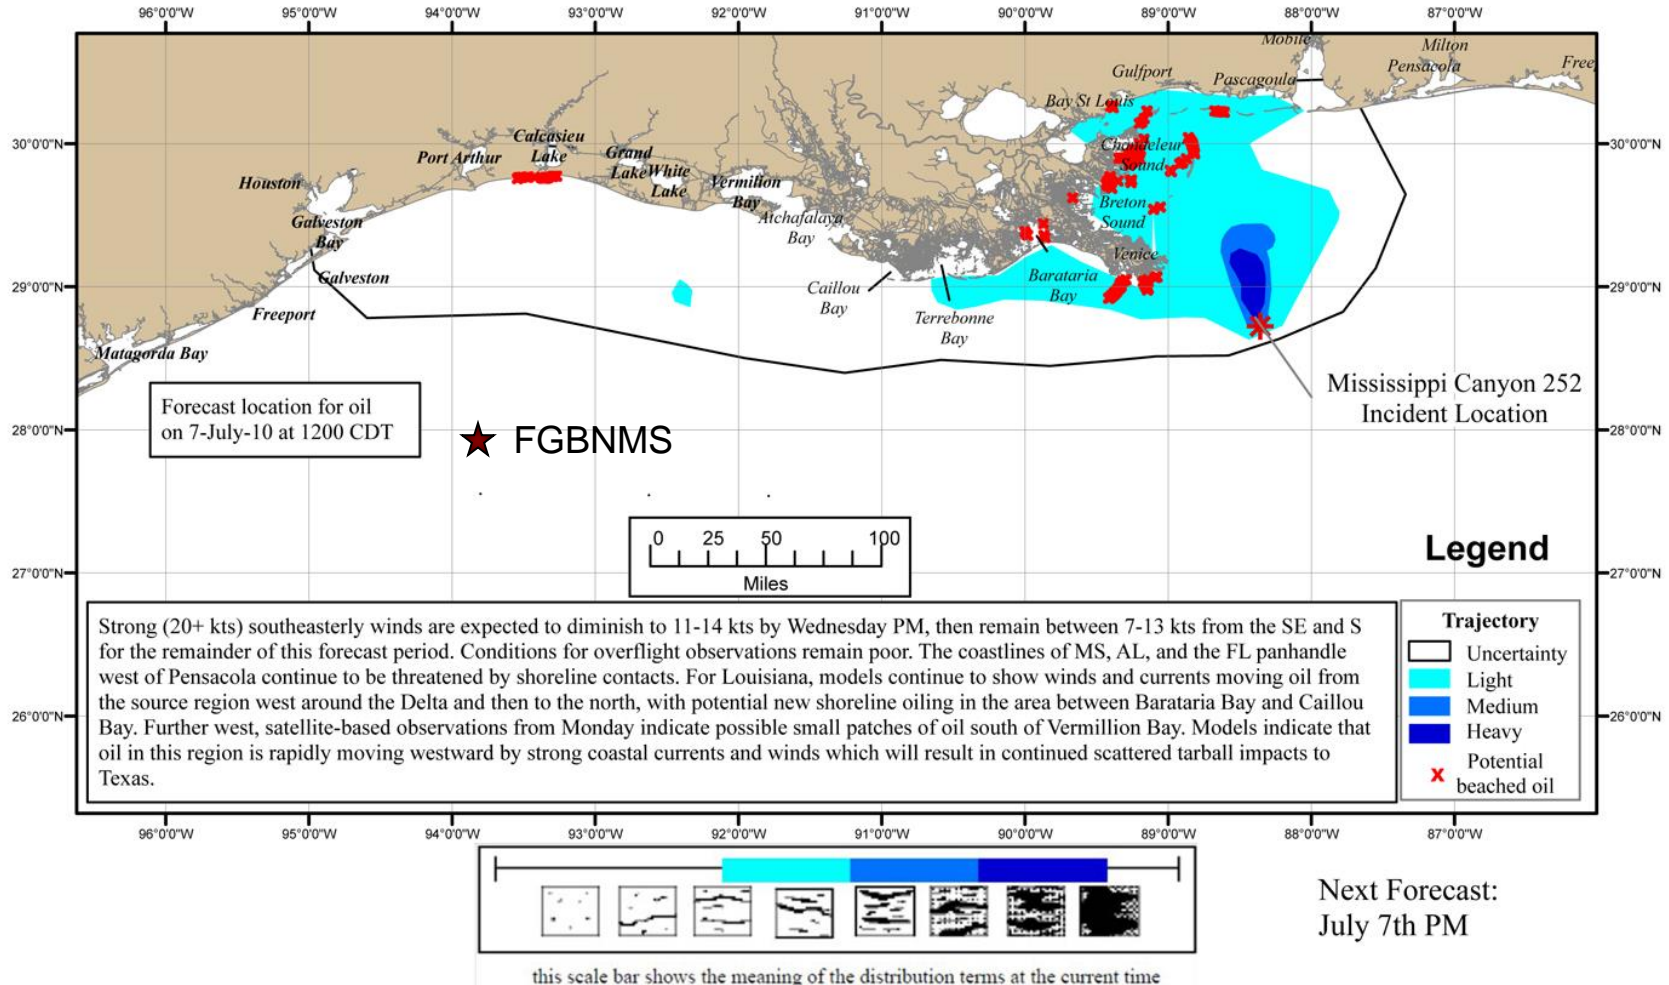 96°0'0"W 95°0'0"W 94°0'0"W 93°0'0"W 92°0'0"W 91°0'0"W 90°0'0"W 89°0'0"W 88°0'0"W 87°0'0"W
Mobile
Milton
Pensacola
Free
Gulfport
Pascagoula
Bay St Louis
30°0'0"N
30°0'0"N
Calcasieu
Lake
Port Arthur
Grand
Lake
White
Lake
Houston
Vermilion
Bay
Atchafalaya
Bay
Chandeleur
Sound
Breton
Sound
Galveston
Bay
Venice
29°0'0"N
29°0'0"N
Galveston
Caillou
Bay
Barataria
Bay
Terrebonne
Bay
Freeport
Matagorda Bay
Mississippi Canyon 252
Incident Location
Forecast location for oil
on 7-July-10 at 1200 CDT
28°0'0"N
28°0'0"N
FGBNMS
0 25 50 100
Miles
27°0'0"N
27°0'0"N
Legend
Trajectory
Uncertainty
Light
Medium
Heavy
Potential
beached oil
Strong (20+ kts) southeasterly winds are expected to diminish to 11-14 kts by Wednesday PM, then remain between 7-13 kts from the SE and S
for the remainder of this forecast period. Conditions for overflight observations remain poor. The coastlines of MS, AL, and the FL panhandle
west of Pensacola continue to be threatened by shoreline contacts. For Louisiana, models continue to show winds and currents moving oil from
the source region west around the Delta and then to the north, with potential new shoreline oiling in the area between Barataria Bay and Caillou
Bay. Further west, satellite-based observations from Monday indicate possible small patches of oil south of Vermillion Bay. Models indicate that
oil in this region is rapidly moving westward by strong coastal currents and winds which will result in continued scattered tarball impacts to
Texas.
26°0'0"N
26°0'0"N
96°0'0"W 95°0'0"W 94°0'0"W 93°0'0"W 92°0'0"W 91°0'0"W 90°0'0"W 89°0'0"W 88°0'0"W 87°0'0"W
Next Forecast:
July 7th PM
this scale bar shows the meaning of the distribution terms at the current time